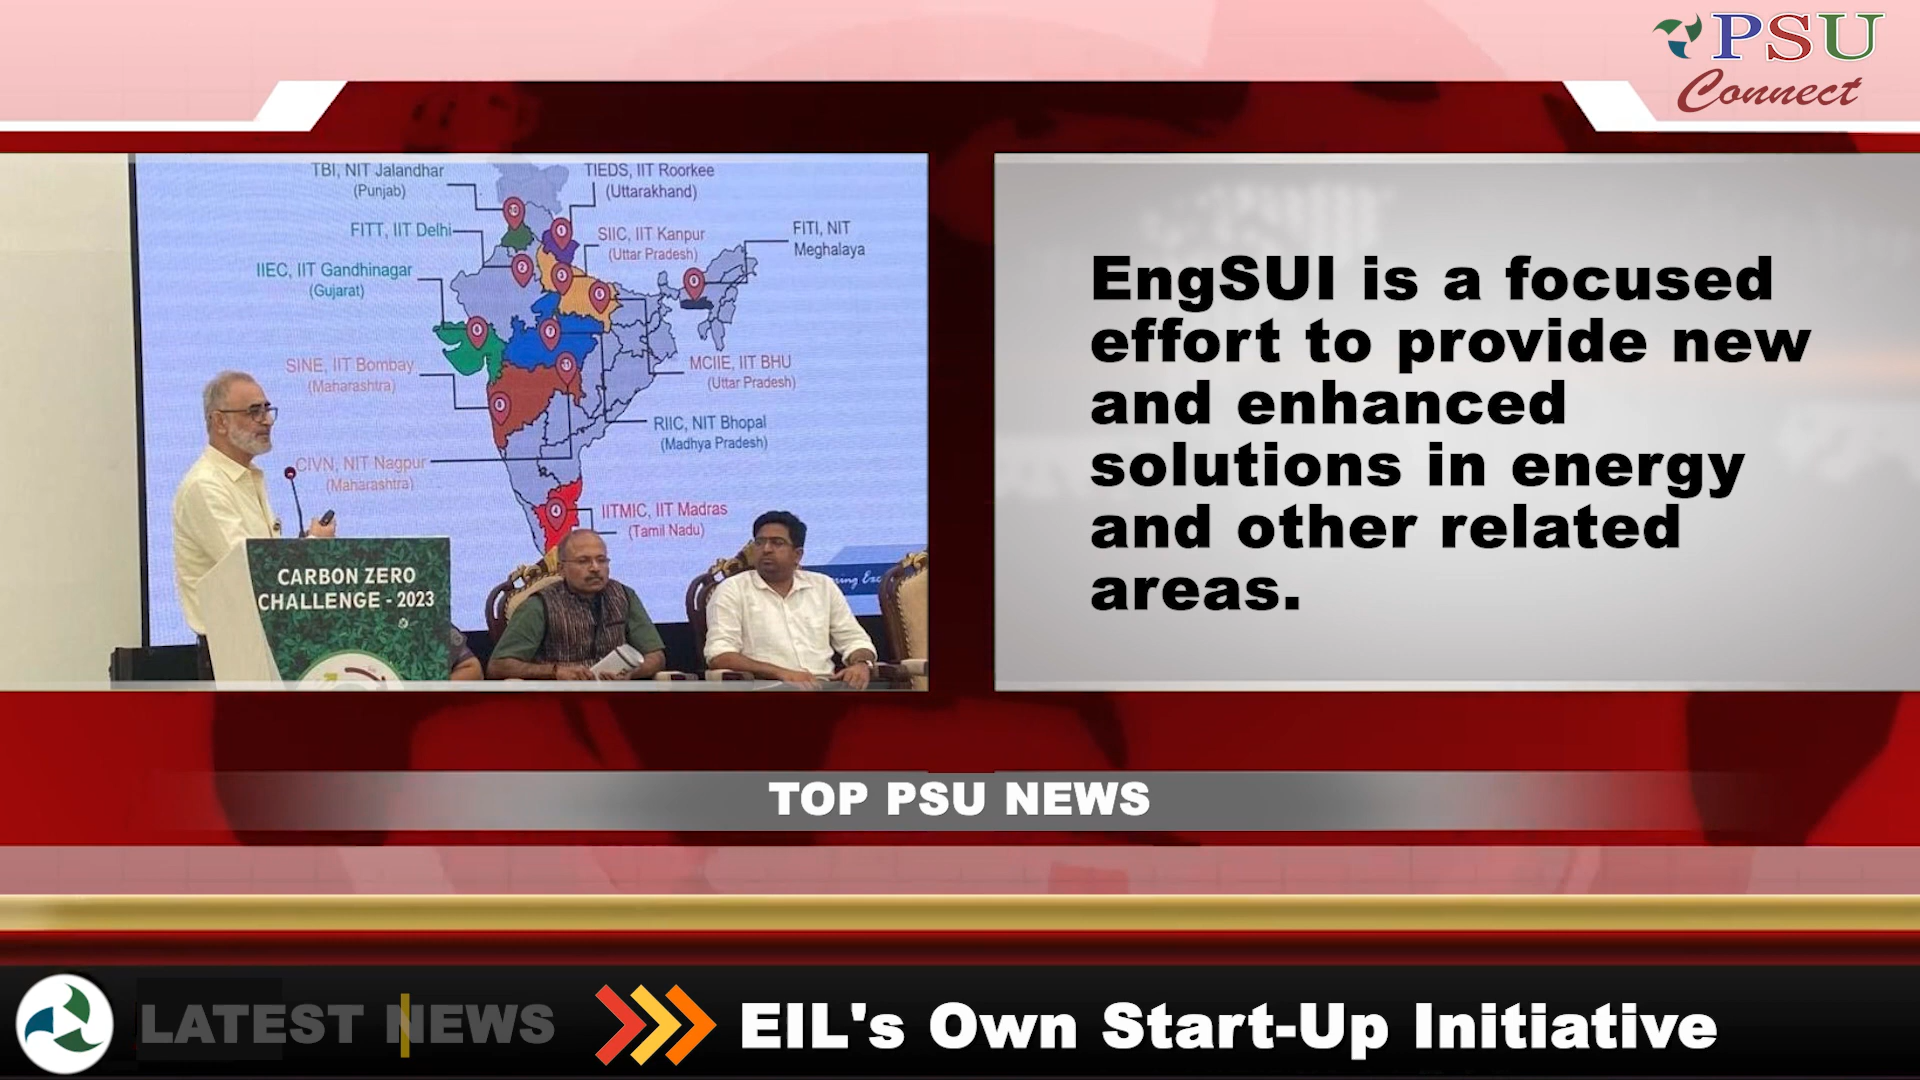 PSU
Connect
TBI, NIT Jalandhar
(Punjab)
TIEDS, IIT Roorkee
(Uttarakhand)
FITT, IIT Delhi
SIIC, IIT Kanpur
(Uttar Pradesh)
FITI, NIT
Meghalaya
IIEC, IIT Gandhinagar
(Gujarat)
SINE, IIT Bombay
(Maharashtra)
MCIIE, IIT BHU
(Uttar Pradesh)
RIIC, NIT Bhopal
(Madhya Pradesh)
CIVN, NIT Nagpur
(Maharashtra)
IITMIC, IIT Madras
(Tamil Nadu)
CARBON ZERO
CHALLENGE - 2023
EngSUI is a focused
effort to provide new
and enhanced
solutions in energy
and other related
areas.
TOP PSU NEWS
LATEST NEWS
EIL's Own Start-Up Initiative